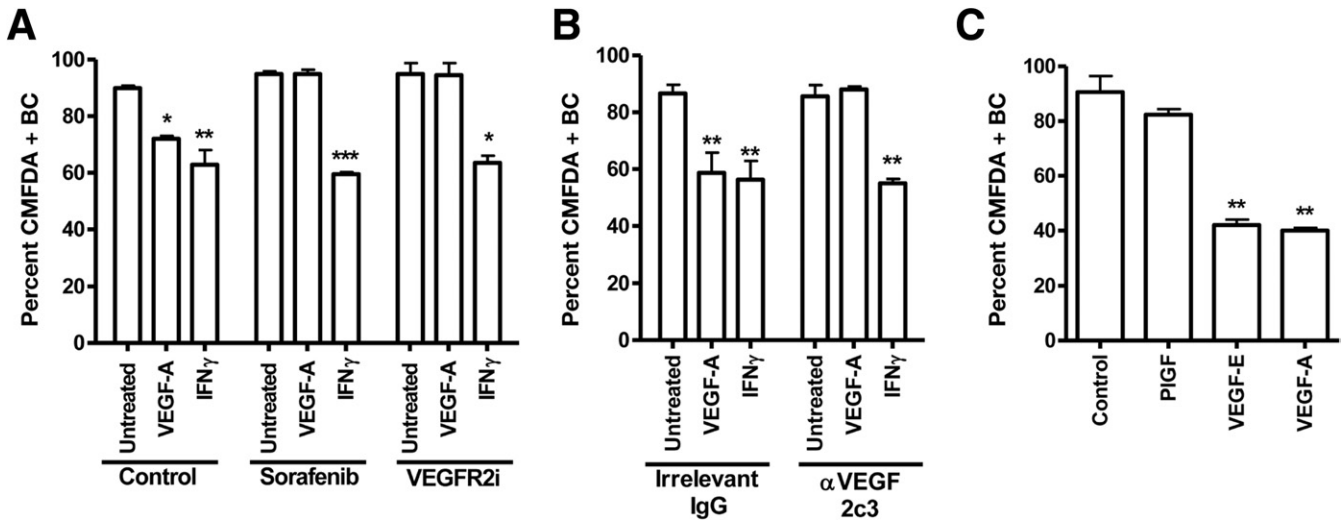 A
Percent CMFDA + BC
100
80
60
40
20
0
*
**
***
*
Untreated
VEGF-A
IFNγ
Untreated
VEGF-A
IFNγ
Untreated
VEGF-A
IFNγ
Control
Sorafenib
VEGFR2i
B
Percent CMFDA + BC
100
80
60
40
20
0
**
**
**
Untreated
VEGF-A
IFNγ
Untreated
VEGF-A
IFNγ
Irrelevant
IgG
αVEGF
2c3
C
Percent CMFDA + BC
100
80
60
40
20
0
**
**
Control
PlGF
VEGF-E
VEGF-A